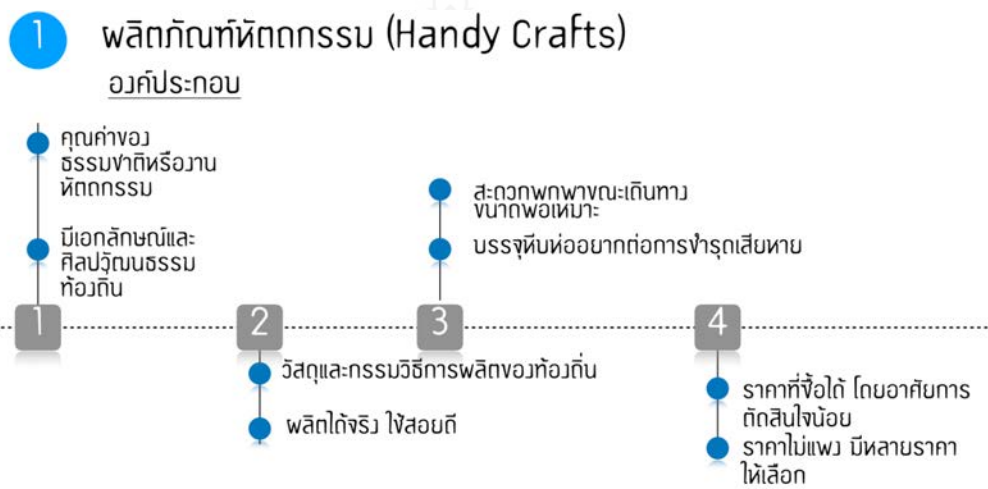 1
ผลิตภัณฑ์หัตถกรรม (Handy Crafts)
องค์ประกอบ
คุณค่าของ
ธรรมชาติหรืองาน
หัตถกรรม
มีเอกลักษณ์และ
ศิลปวัฒนธรรม
ท้องถิ่น
1
2
วัสดุและกรรมวิธีการผลิตของท้องถิ่น
ผลิตได้จริง ใช้สอยดี
สะดวกพกพาขณะเดินทาง
ขนาดพอเหมาะ
บรรจุหีบห่ออยากต่อการชำรุดเสียหาย
3
4
ราคาที่ซื้อได้ โดยอาศัยการ
ตัดสินใจน้อย
ราคาไม่แพง มีหลายราคา
ให้เลือก